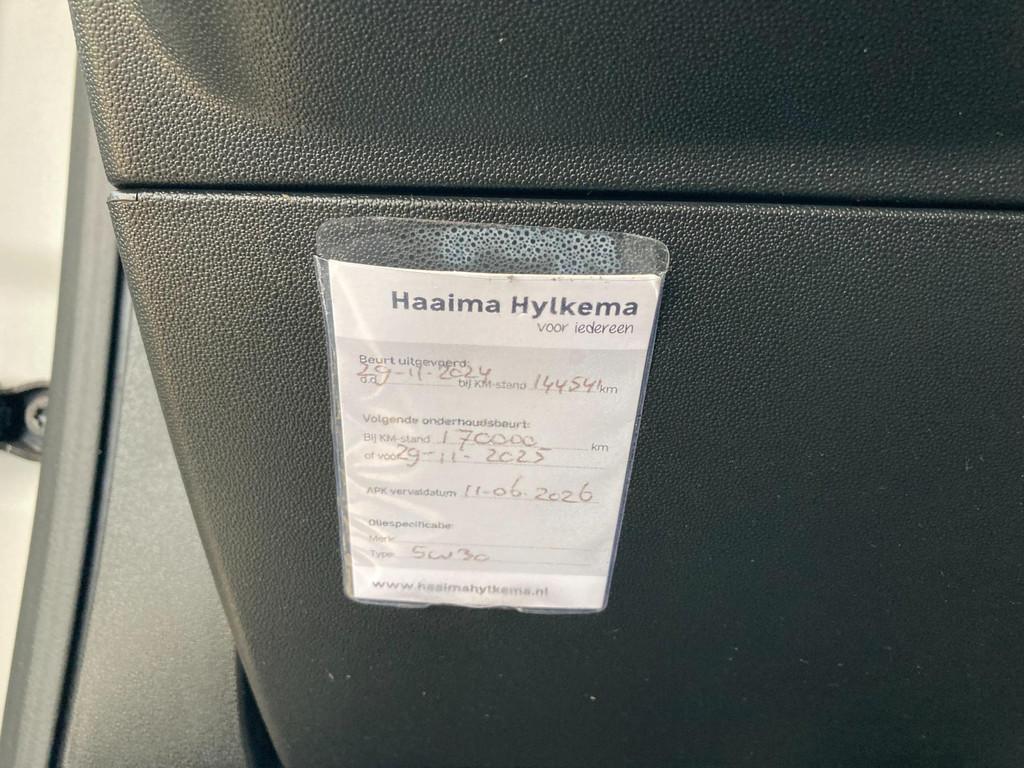 Haaima Hylkema
voor iedereen
Beurt uitgevoerd:
29-11-2024
d.d. bij KM-stand 144541 km
Volgende onderhoudsbeurt:
Bij KM-stand 170000 km
of voor 29-11-2025
APK vervaldatum 11-06-2026
Oliespecificatie:
Merk
Type 5w30
www.haaimahylkema.nl